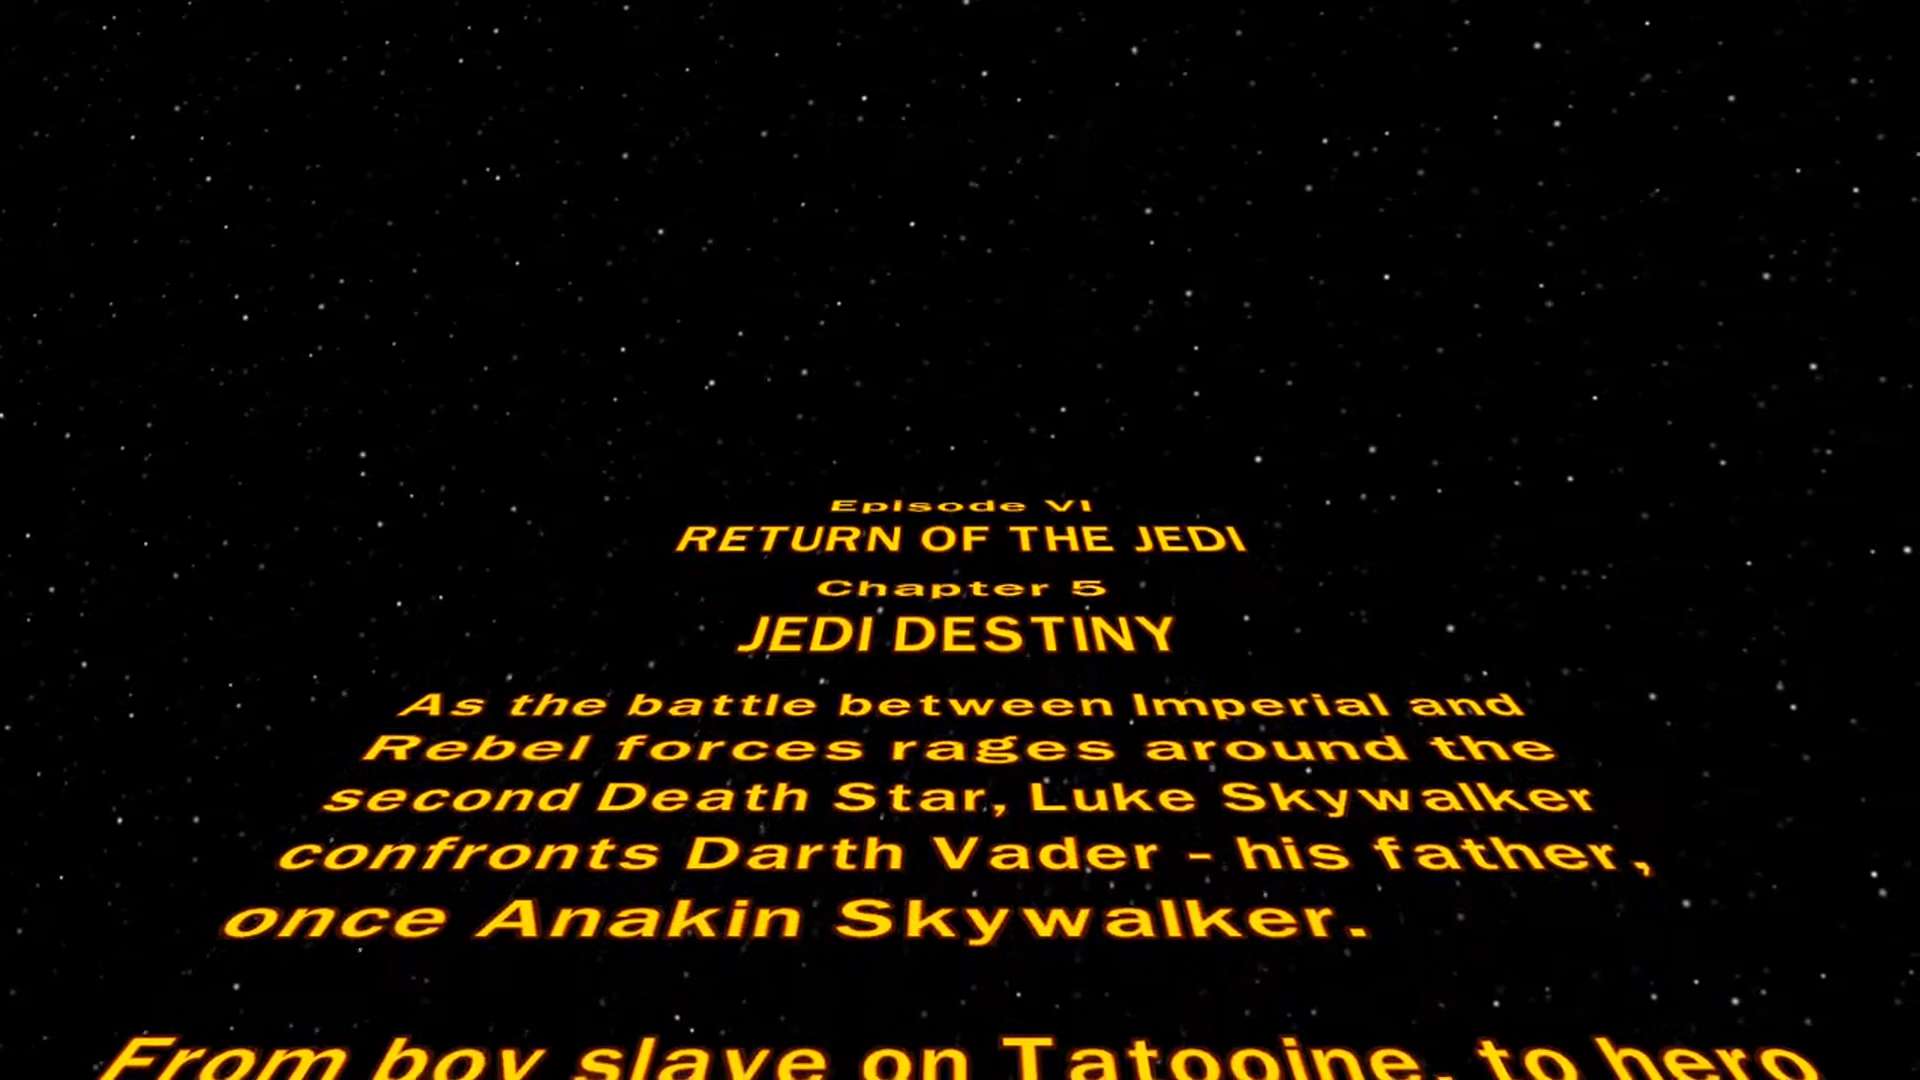 Episode VI
RETURN OF THE JEDI
Chapter 5
JEDI DESTINY
As the battle between Imperial and
Rebel forces rages around the
second Death Star, Luke Skywalker
confronts Darth Vader – his father,
once Anakin Skywalker.
From boy slave on Tatooine, to hero